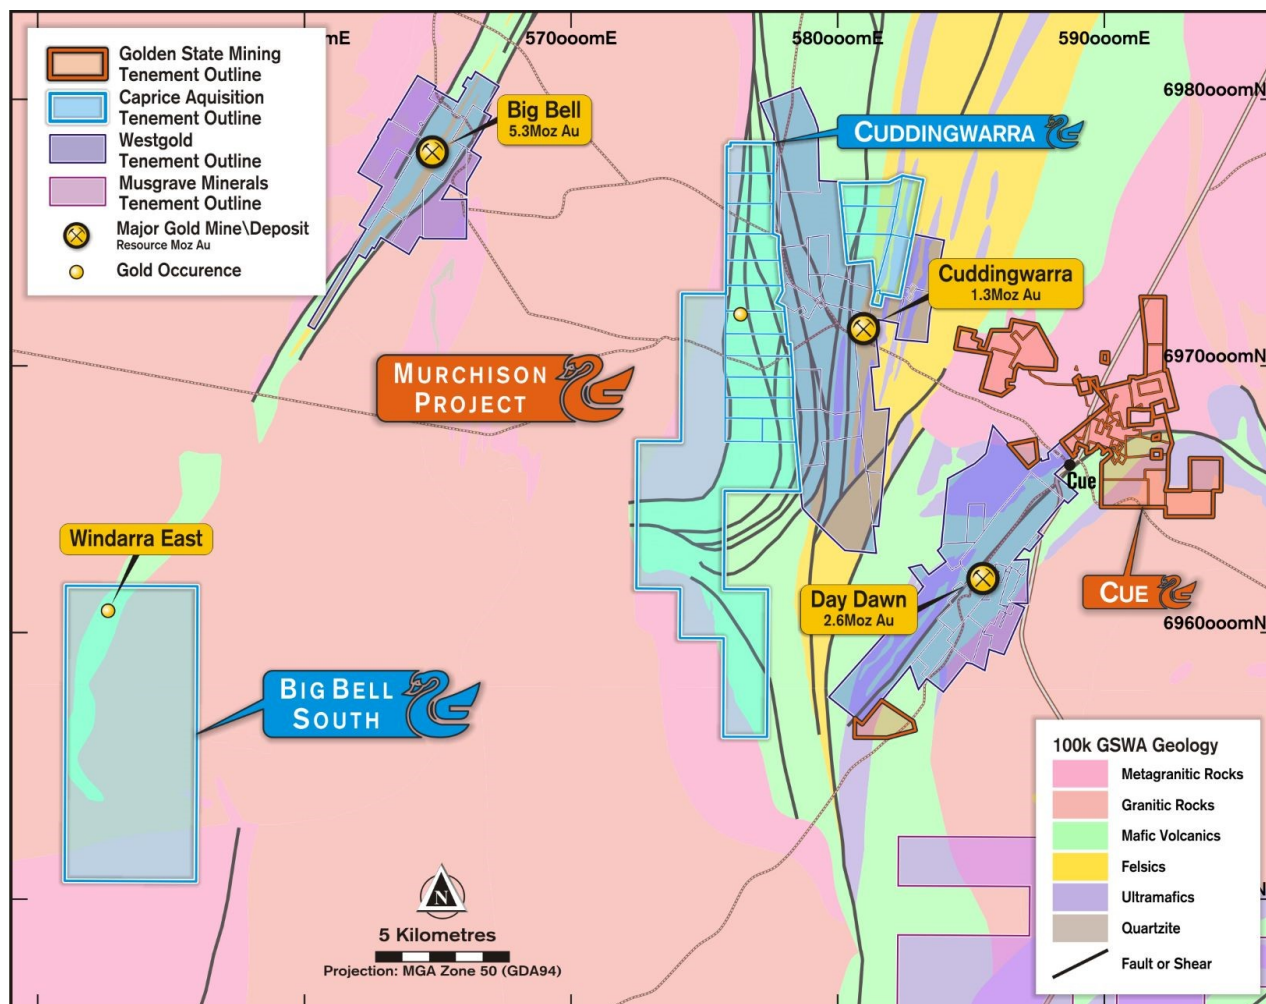 Golden State Mining
Tenement Outline
Caprice Aquisition
Tenement Outline
Westgold
Tenement Outline
Musgrave Minerals
Tenement Outline
Major Gold Mine\Deposit
Resource Moz Au
Gold Occurence
mE
570000mE
580000mE
590000mE
6980000mN
6970000mN
6960000mN
N
Big Bell
5.3Moz Au
CUDDINGWARRA
Cuddingwarra
1.3Moz Au
MURCHISON
PROJECT
Cue
Windarra East
Day Dawn
2.6Moz Au
CUE
BIG BELL
SOUTH
N
5 Kilometres
Projection: MGA Zone 50 (GDA94)
100k GSWA Geology
Metagranitic Rocks
Granitic Rocks
Mafic Volcanics
Felsics
Ultramafics
Quartzite
Fault or Shear